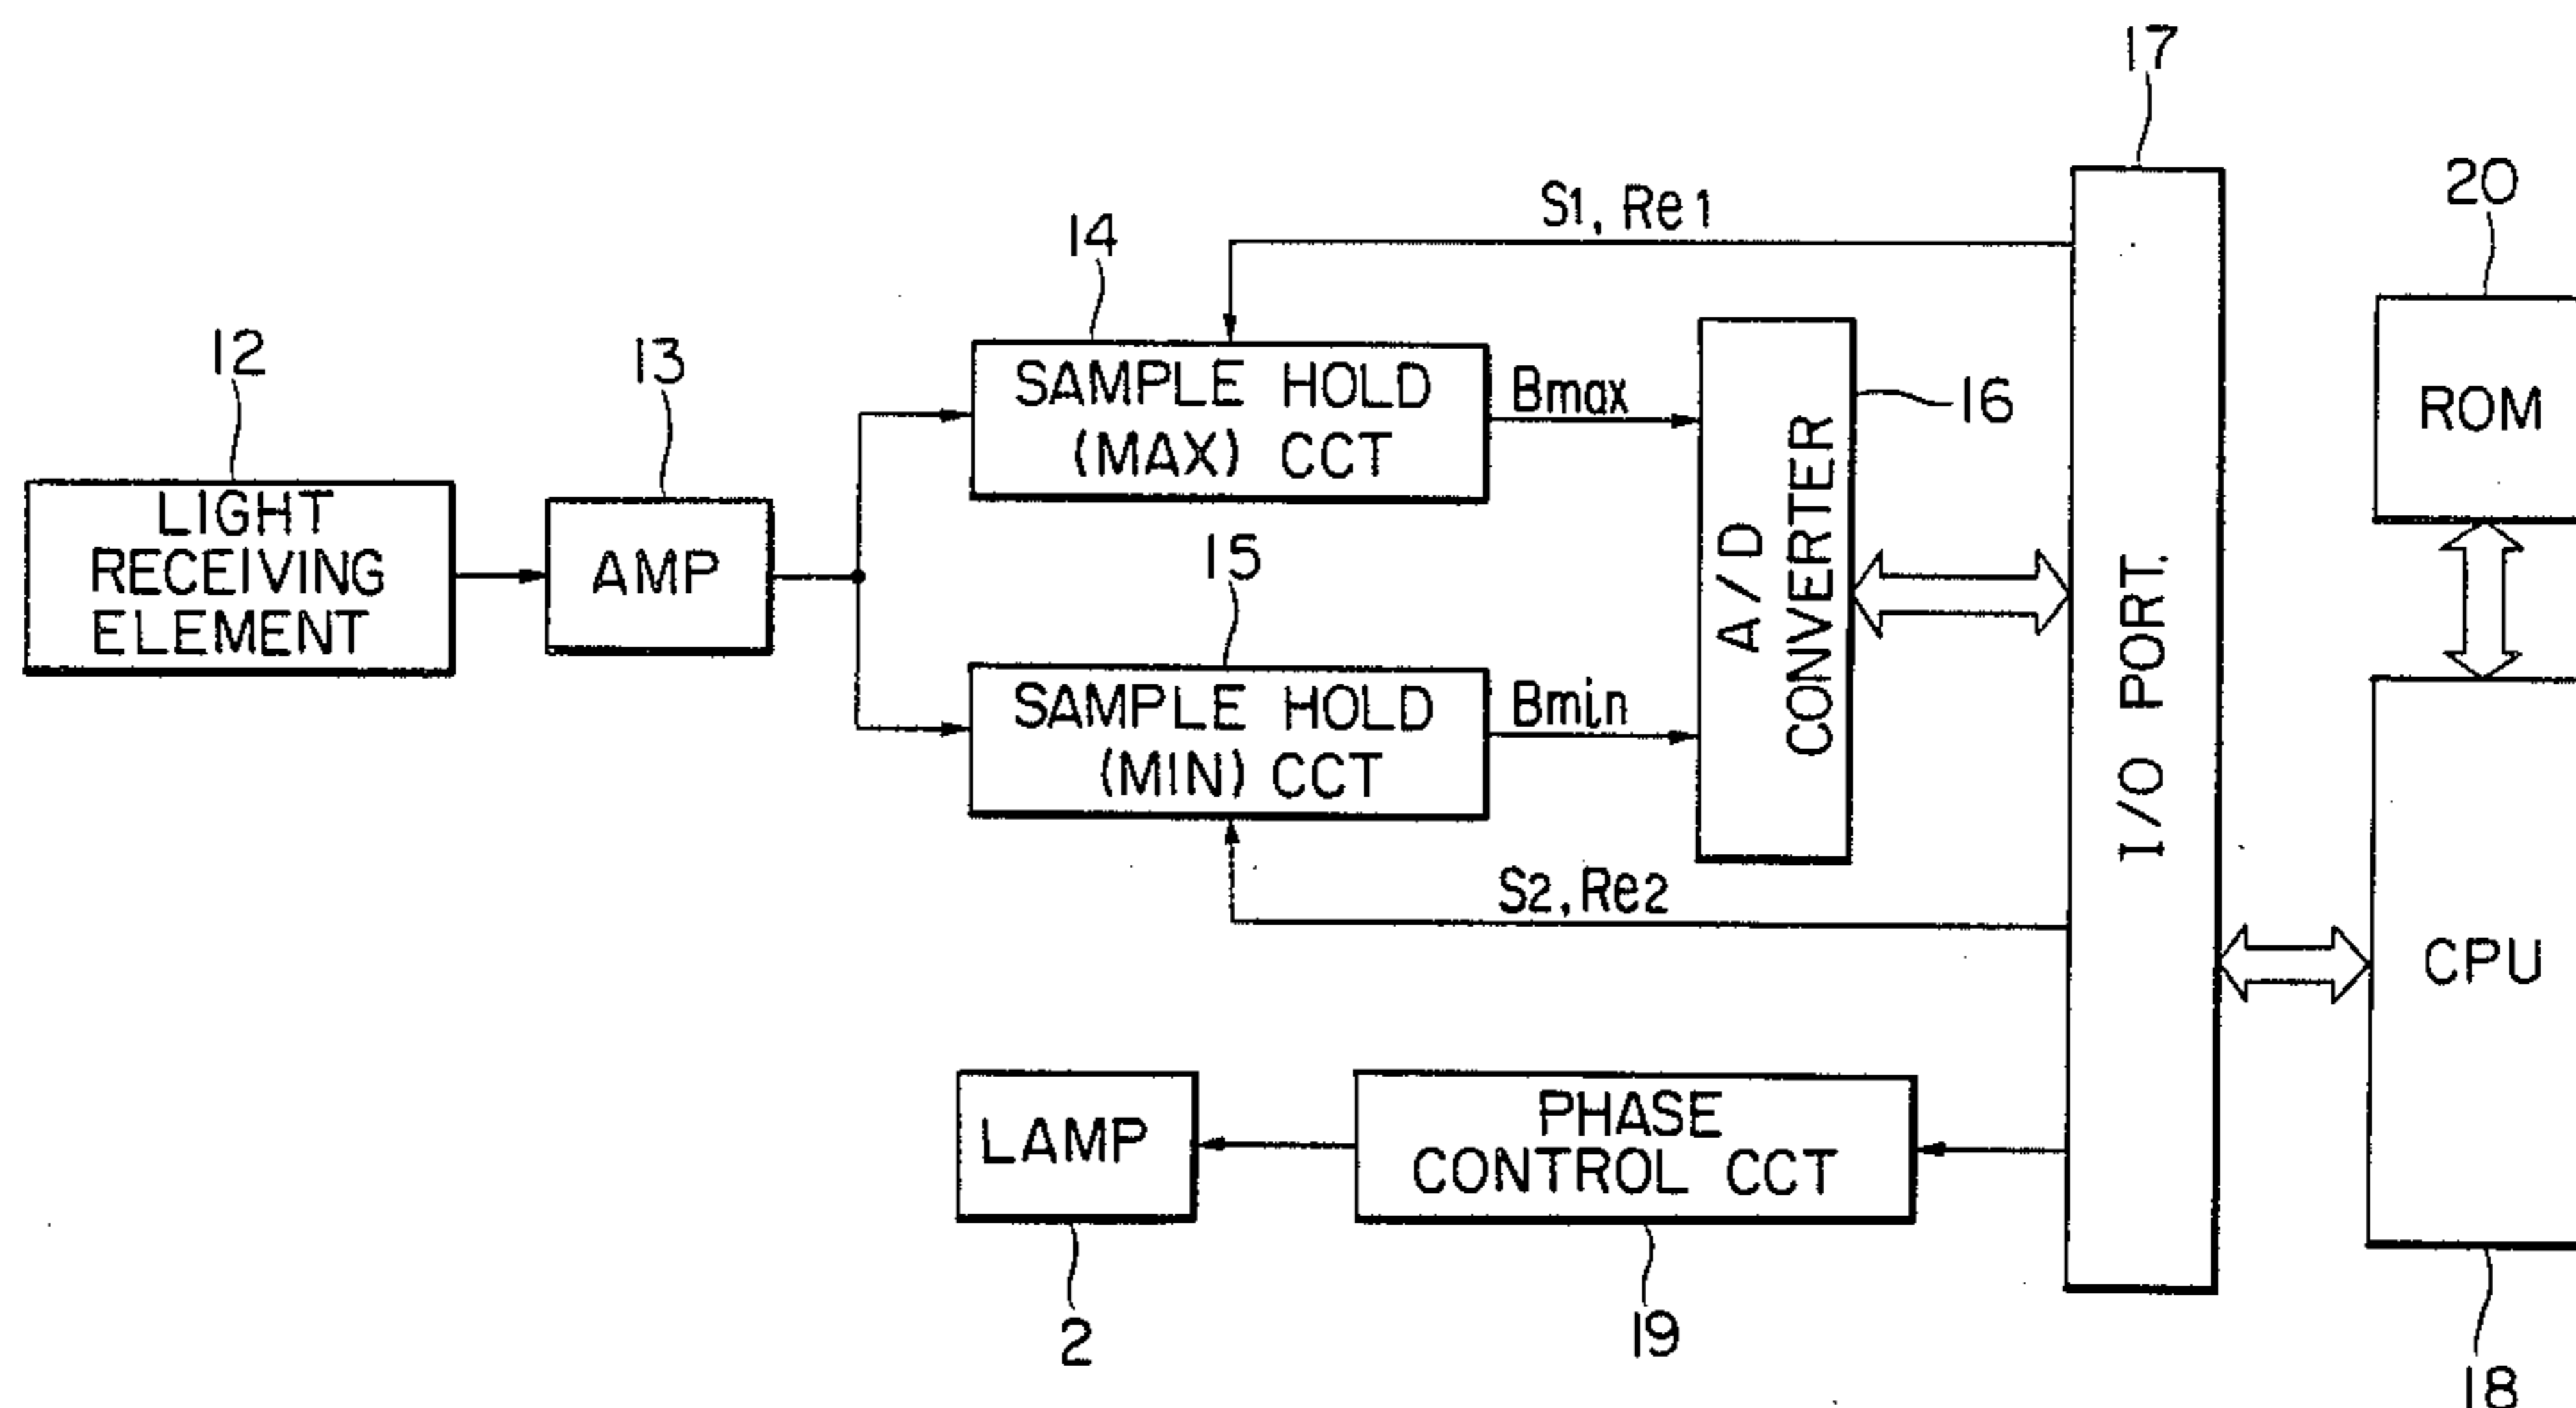 17
20
S1, Re1
14
12
13
SAMPLE HOLD
(MAX) CCT
Bmax
16
ROM
LIGHT
RECEIVING
ELEMENT
AMP
15
A/D
CONVERTER
I/O PORT.
SAMPLE HOLD
(MIN) CCT
Bmin
S2, Re2
CPU
LAMP
PHASE
CONTROL CCT
2
19
18